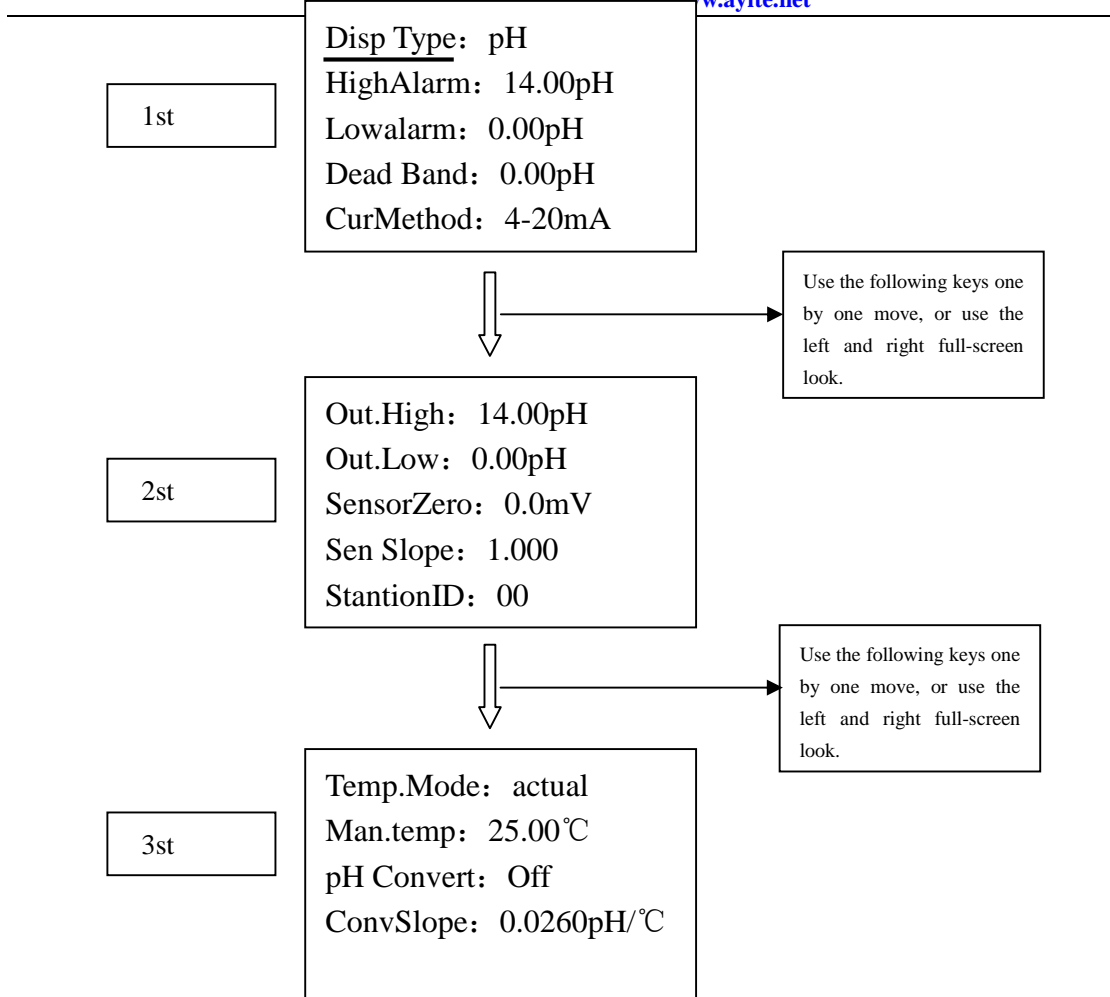 w.ayite.net
Disp Type：pH
HighAlarm：14.00pH
Lowalarm：0.00pH
Dead Band：0.00pH
CurMethod：4-20mA
1st
Use the following keys one
by one move, or use the
left and right full-screen
look.
Out.High：14.00pH
Out.Low：0.00pH
SensorZero：0.0mV
Sen Slope：1.000
StantionID：00
2st
Use the following keys one
by one move, or use the
left and right full-screen
look.
Temp.Mode：actual
Man.temp：25.00℃
pH Convert：Off
ConvSlope：0.0260pH/℃
3st